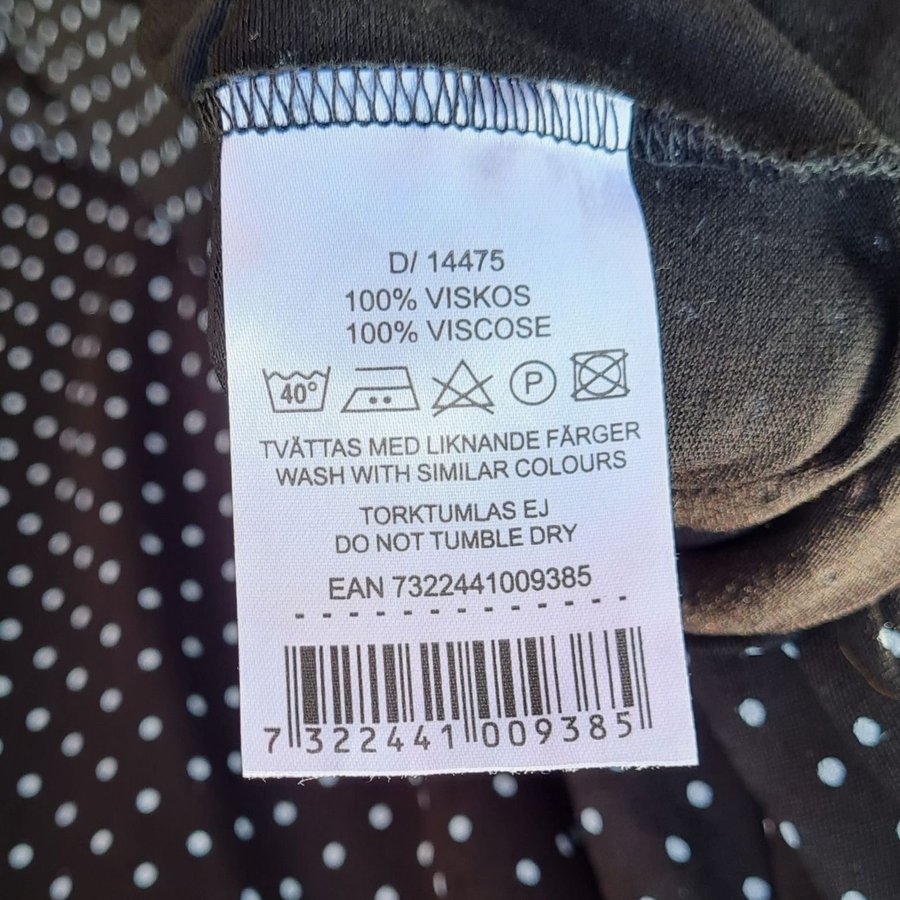 D/ 14475
100% VISKOS
100% VISCOSE
40° P
TVÄTTAS MED LIKNANDE FÄRGER
WASH WITH SIMILAR COLOURS
TORKTUMLAS EJ
DO NOT TUMBLE DRY
EAN 7322441009385
7 322441 009385